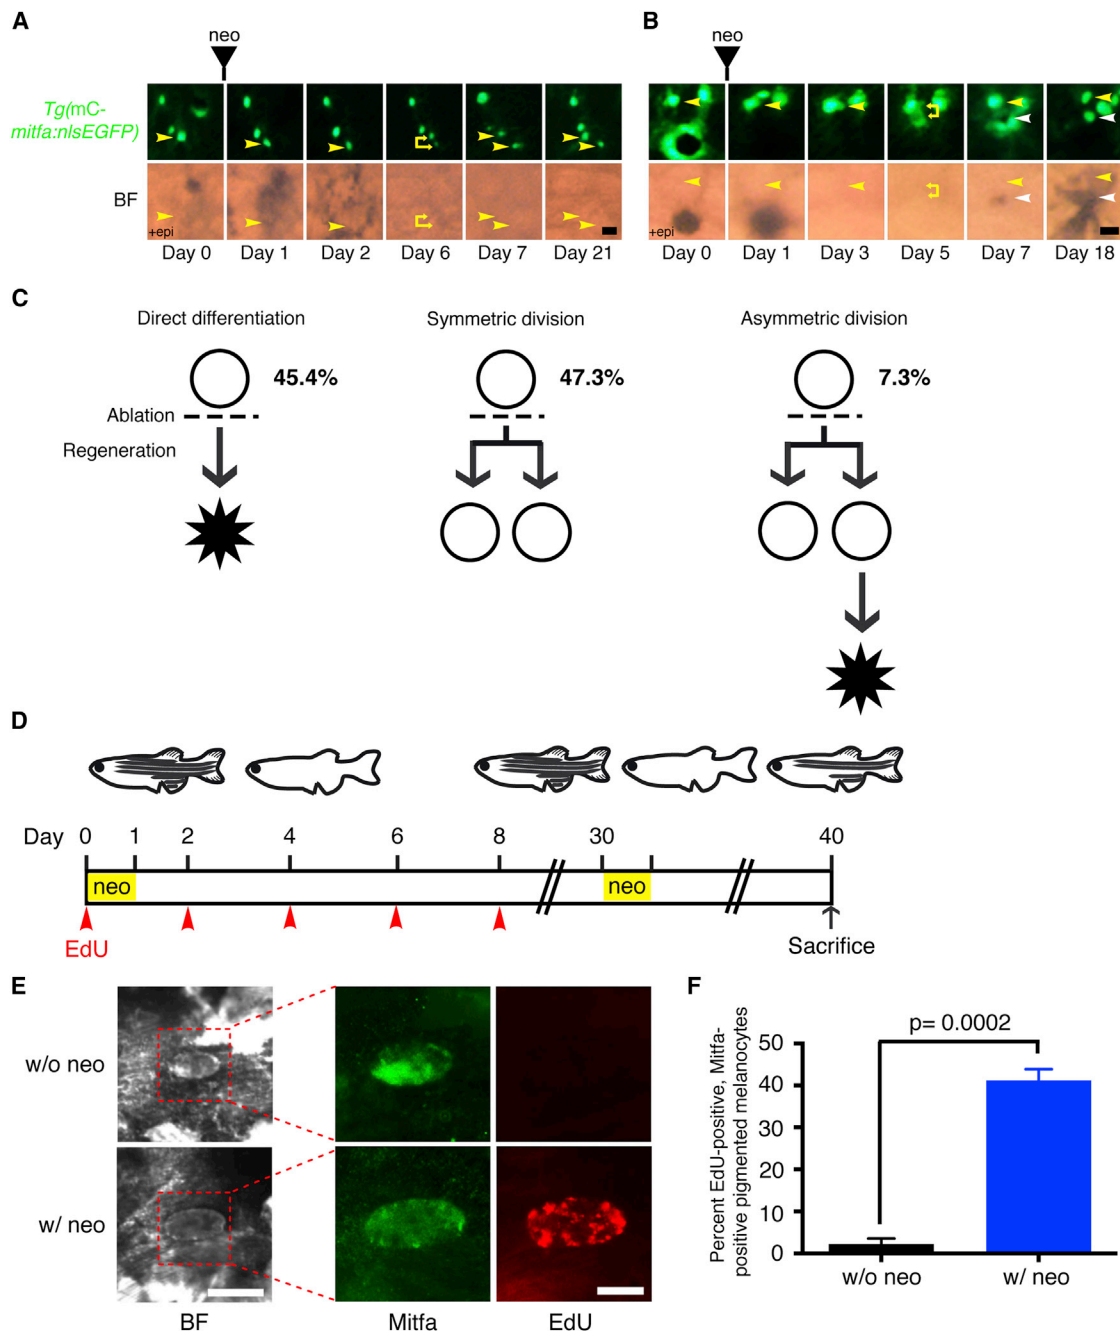 A
neo
Tg(mC-
mitfa:nlsEGFP)
BF
+epi
Day 0 Day 1 Day 2 Day 6 Day 7 Day 21
B
neo
+epi
Day 0 Day 1 Day 3 Day 5 Day 7 Day 18
C
Direct differentiation
45.4%
Ablation
Regeneration
Symmetric division
47.3%
Asymmetric division
7.3%
D
Day 0 1 2 4 6 8 30 40
neo neo
EdU
Sacrifice
E
w/o neo
w/ neo
BF Mitfa EdU
F
p= 0.0002
Percent EdU-positive, Mitfa-
positive pigmented melanocytes
50
40
30
20
10
0
w/o neo w/ neo